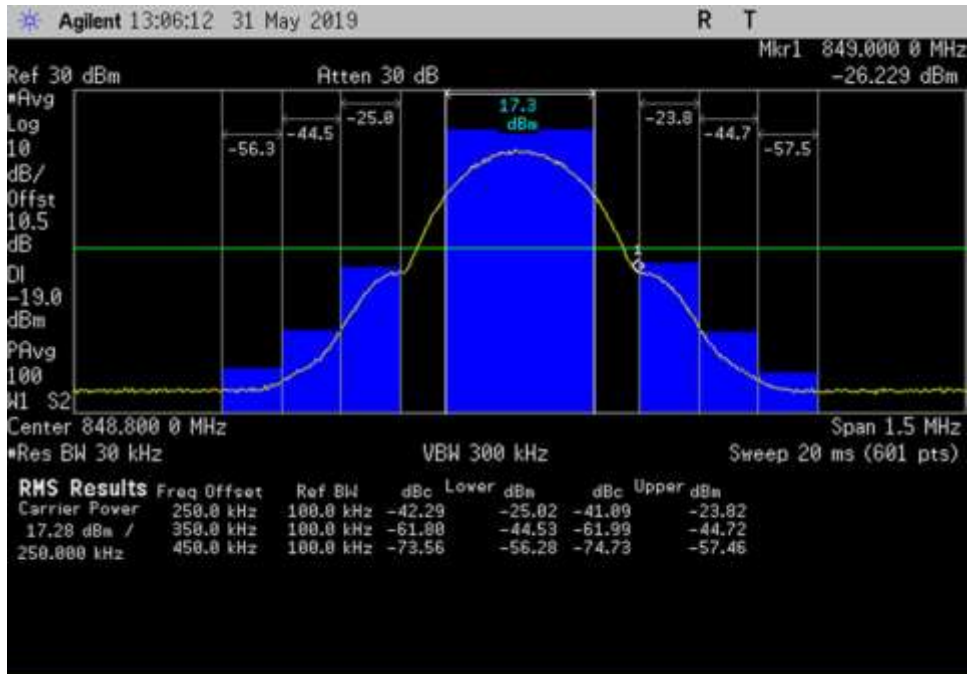 Agilent 13:06:12 31 May 2019 R T
Mkr1 849.000 0 MHz
Ref 30 dBm Atten 30 dB -26.229 dBm
#Avg
Log
10
dB/
Offst
10.5
dB
DI
-19.0
dBm
PAvg
100
W1 S2
-56.3 -44.5 -25.0 17.3 dBm -23.8 -44.7 -57.5
1
Center 848.800 0 MHz Span 1.5 MHz
#Res BW 30 kHz VBW 300 kHz Sweep 20 ms (601 pts)
RMS Results Freq Offset Ref BW dBc Lower dBm dBc Upper dBm
Carrier Power 250.0 kHz 100.0 kHz -42.29 -25.02 -41.09 -23.82
17.28 dBm / 350.0 kHz 100.0 kHz -61.80 -44.53 -61.99 -44.72
250.000 kHz 450.0 kHz 100.0 kHz -73.56 -56.28 -74.73 -57.46